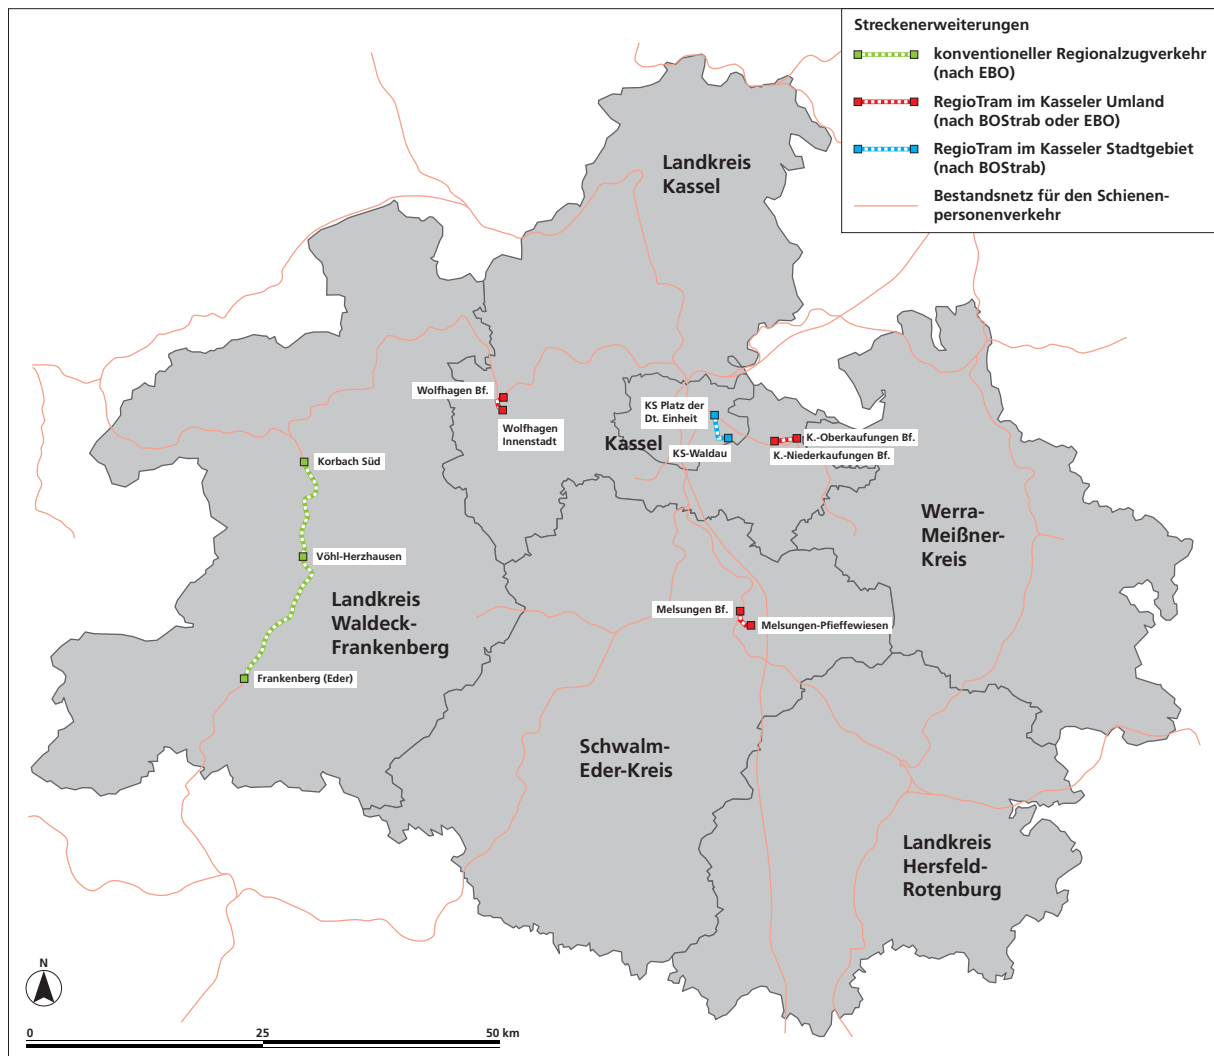 Streckenerweiterungen
konventioneller Regionalzugverkehr
(nach EBO)
RegioTram im Kasseler Umland
(nach BOStrab oder EBO)
RegioTram im Kasseler Stadtgebiet
(nach BOStrab)
Bestandsnetz für den Schienen-
personenverkehr
Landkreis
Kassel
Wolfhagen Bf.
Wolfhagen
Innenstadt
KS Platz der
Dt. Einheit
Kassel
KS-Waldau
K.-Oberkaufungen Bf.
K.-Niederkaufungen Bf.
Korbach Süd
Vöhl-Herzhausen
Werra-
Meißner-
Kreis
Landkreis
Waldeck-
Frankenberg
Melsungen Bf.
Melsungen-Pfieffewiesen
Frankenberg (Eder)
Schwalm-
Eder-Kreis
Landkreis
Hersfeld-
Rotenburg
N
0 25 50 km